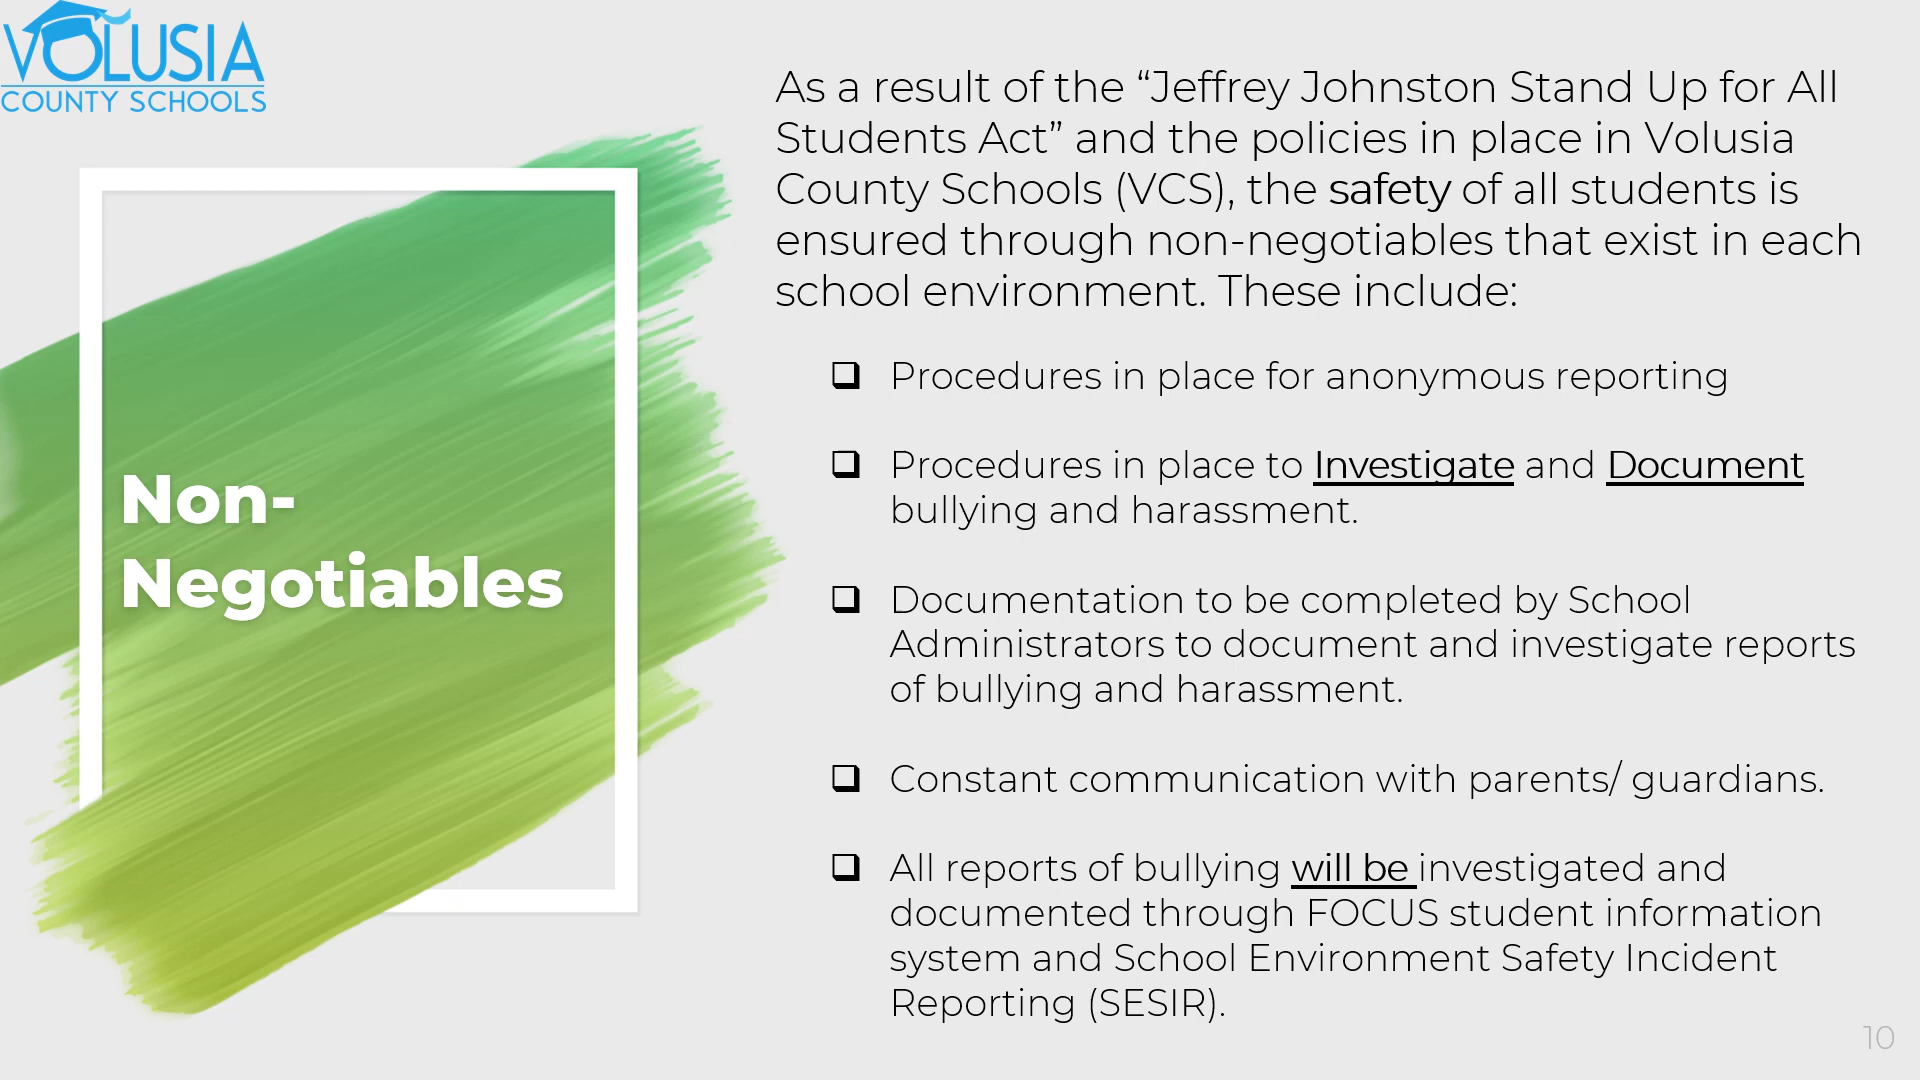 VOLUSIA
COUNTY SCHOOLS
Non-
Negotiables
As a result of the “Jeffrey Johnston Stand Up for All
Students Act” and the policies in place in Volusia
County Schools (VCS), the safety of all students is
ensured through non-negotiables that exist in each
school environment. These include:
Procedures in place for anonymous reporting
Procedures in place to Investigate and Document
bullying and harassment.
Documentation to be completed by School
Administrators to document and investigate reports
of bullying and harassment.
Constant communication with parents/ guardians.
All reports of bullying will be investigated and
documented through FOCUS student information
system and School Environment Safety Incident
Reporting (SESIR).
10